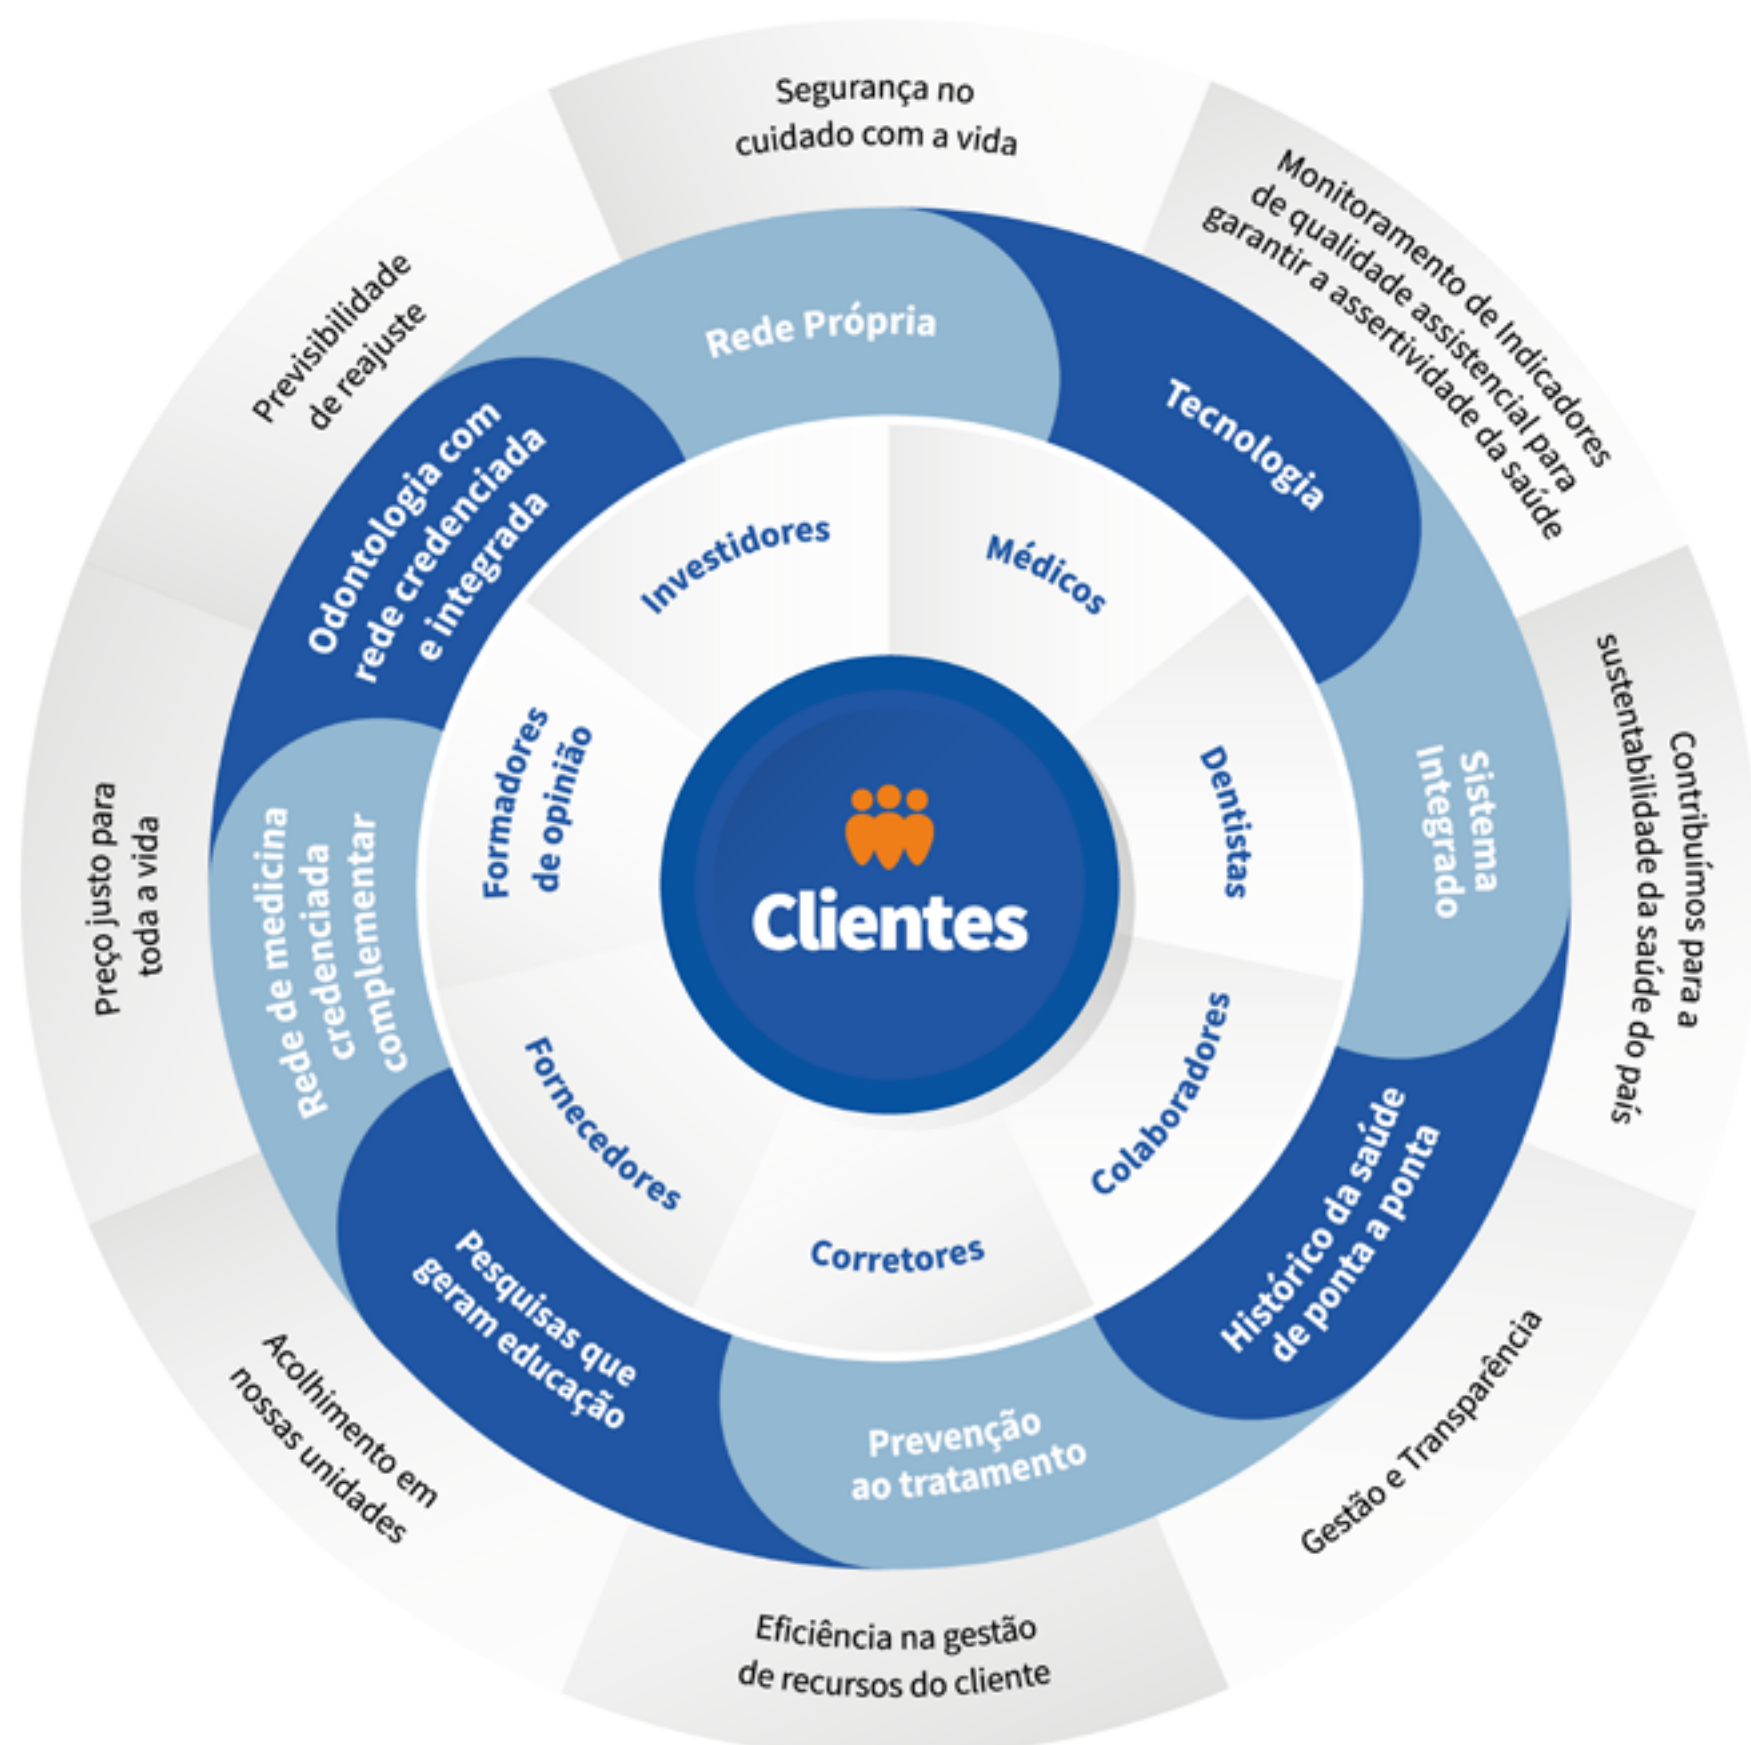 Segurança no
cuidado com a vida
Monitoramento de Indicadores
de qualidade assistencial para
garantir a assertividade da saúde
Contribuímos para a
sustentabilidade da saúde do país
Gestão e Transparência
Eficiência na gestão
de recursos do cliente
Acolhimento em
nossas unidades
Preço justo para
toda a vida
Previsibilidade
de reajuste
Rede Própria
Tecnologia
Sistema
Integrado
Histórico da saúde
de ponta a ponta
Prevenção
ao tratamento
Pesquisas que
geram educação
Rede de medicina
credenciada
complementar
Odontologia com
rede credenciada
e integrada
Investidores
Médicos
Dentistas
Colaboradores
Corretores
Fornecedores
Formadores
de opinião
Clientes